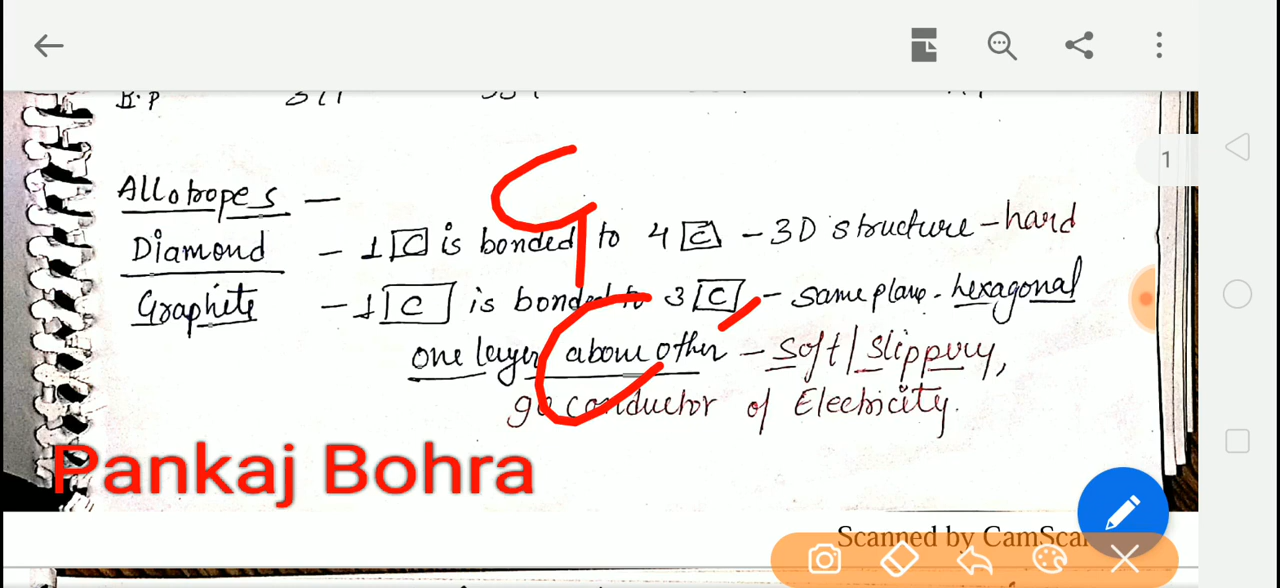 B.P
1
Allotropes —
Diamond — 1 C is bonded to 4 C — 3D structure – hard
Graphite — 1 C is bonded to 3 C — same plane - hexagonal
one layer above other — soft / slippery,
conductor of Electricity.
Pankaj Bohra
Scanned by CamScan